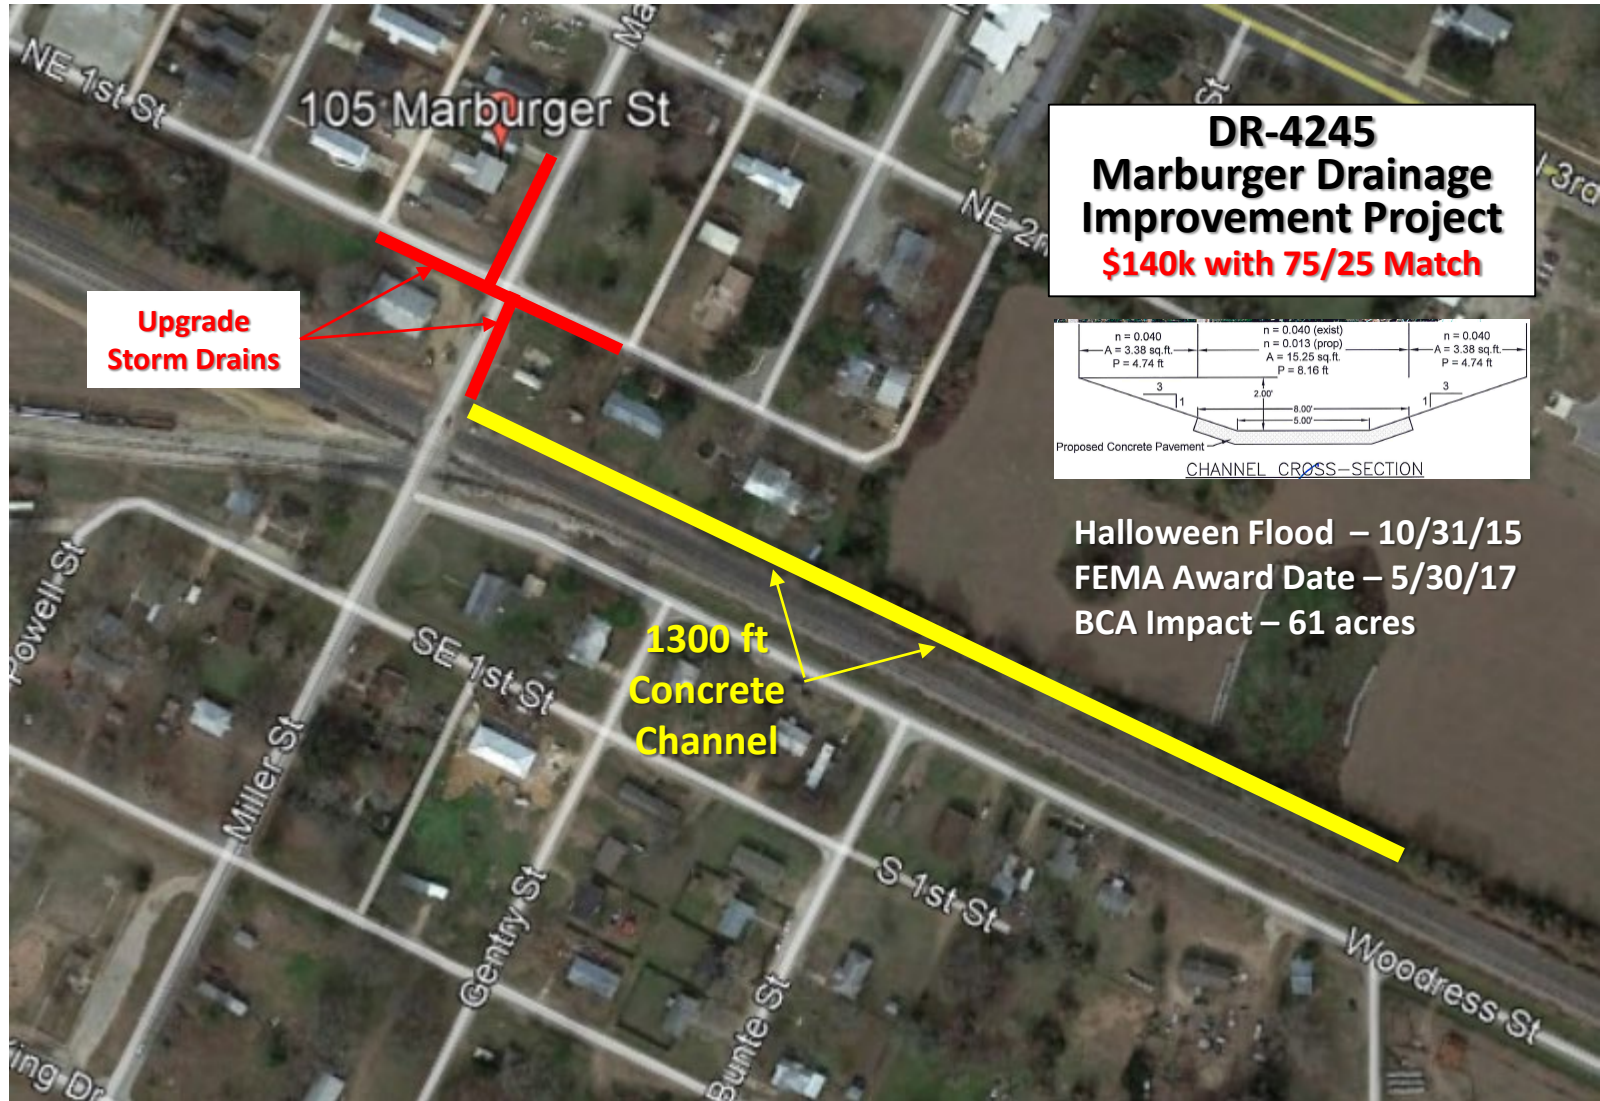 NE 1st St
105 Marburger St
Ma
St
DR-4245
Marburger Drainage
Improvement Project
$140k with 75/25 Match
3rd
NE 2n
Upgrade
Storm Drains
n = 0.040
A = 3.38 sq.ft.
P = 4.74 ft
n = 0.040 (exist)
n = 0.013 (prop)
A = 15.25 sq.ft.
P = 8.16 ft
n = 0.040
A = 3.38 sq.ft.
P = 4.74 ft
3
1
2.00'
3
1
8.00'
5.00'
Proposed Concrete Pavement
CHANNEL CROSS-SECTION
Halloween Flood – 10/31/15
FEMA Award Date – 5/30/17
BCA Impact – 61 acres
Powell St
SE 1st St
1300 ft
Concrete
Channel
Miller St
Gentry St
S 1st St
Bunte St
Woodress St
ing Dr